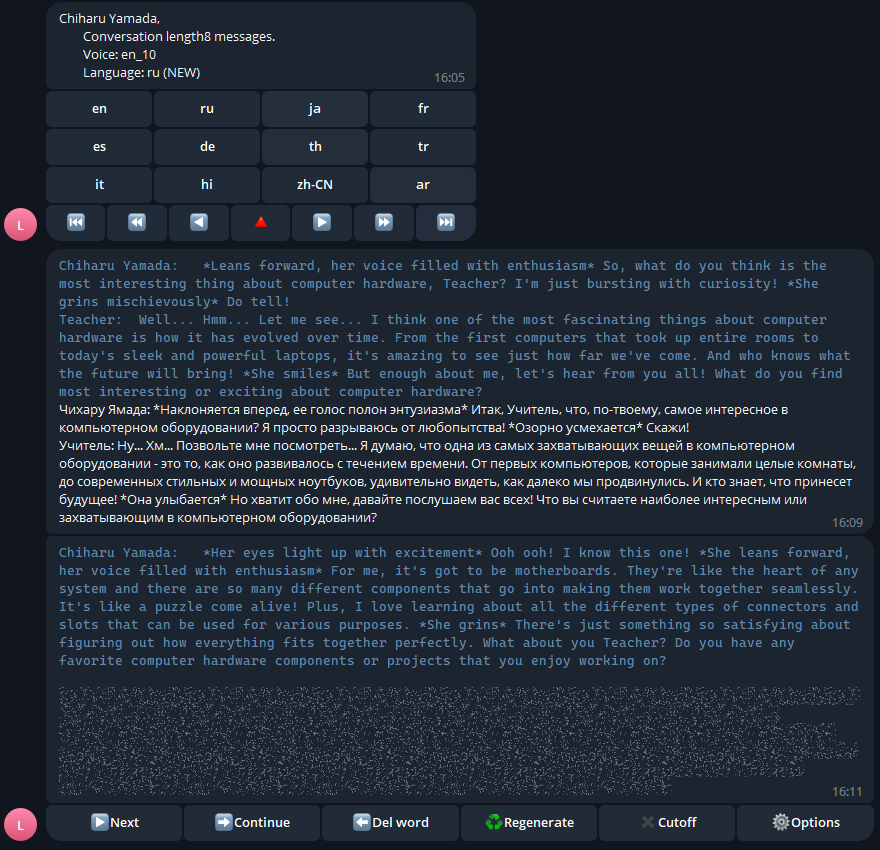 Chiharu Yamada,
Conversation length8 messages.
Voice: en_10
Language: ru (NEW)
16:05
en ru ja fr
es de th tr
it hi zh-CN ar
L
Chiharu Yamada: *Leans forward, her voice filled with enthusiasm* So, what do you think is the
most interesting thing about computer hardware, Teacher? I'm just bursting with curiosity! *She
grins mischievously* Do tell!
Teacher: Well... Hmm... Let me see... I think one of the most fascinating things about computer
hardware is how it has evolved over time. From the first computers that took up entire rooms to
today's sleek and powerful laptops, it's amazing to see just how far we've come. And who knows what
the future will bring! *She smiles* But enough about me, let's hear from you all! What do you find
most interesting or exciting about computer hardware?
Чихару Ямада: *Наклоняется вперед, ее голос полон энтузиазма* Итак, Учитель, что, по-твоему, самое интересное в
компьютерном оборудовании? Я просто разрываюсь от любопытства! *Озорно усмехается* Скажи!
Учитель: Ну... Хм... Позвольте мне посмотреть... Я думаю, что одна из самых захватывающих вещей в компьютерном
оборудовании - это то, как оно развивалось с течением времени. От первых компьютеров, которые занимали целые комнаты,
до современных стильных и мощных ноутбуков, удивительно видеть, как далеко мы продвинулись. И кто знает, что принесет
будущее! *Она улыбается* Но хватит обо мне, давайте послушаем вас всех! Что вы считаете наиболее интересным или
захватывающим в компьютерном оборудовании?
16:09
Chiharu Yamada: *Her eyes light up with excitement* Ooh ooh! I know this one! *She leans forward,
her voice filled with enthusiasm* For me, it's got to be motherboards. They're like the heart of any
system and there are so many different components that go into making them work together seamlessly.
It's like a puzzle come alive! Plus, I love learning about all the different types of connectors and
slots that can be used for various purposes. *She grins* There's just something so satisfying about
figuring out how everything fits together perfectly. What about you Teacher? Do you have any
favorite computer hardware components or projects that you enjoy working on?
16:11
L
Next Continue Del word Regenerate Cutoff Options